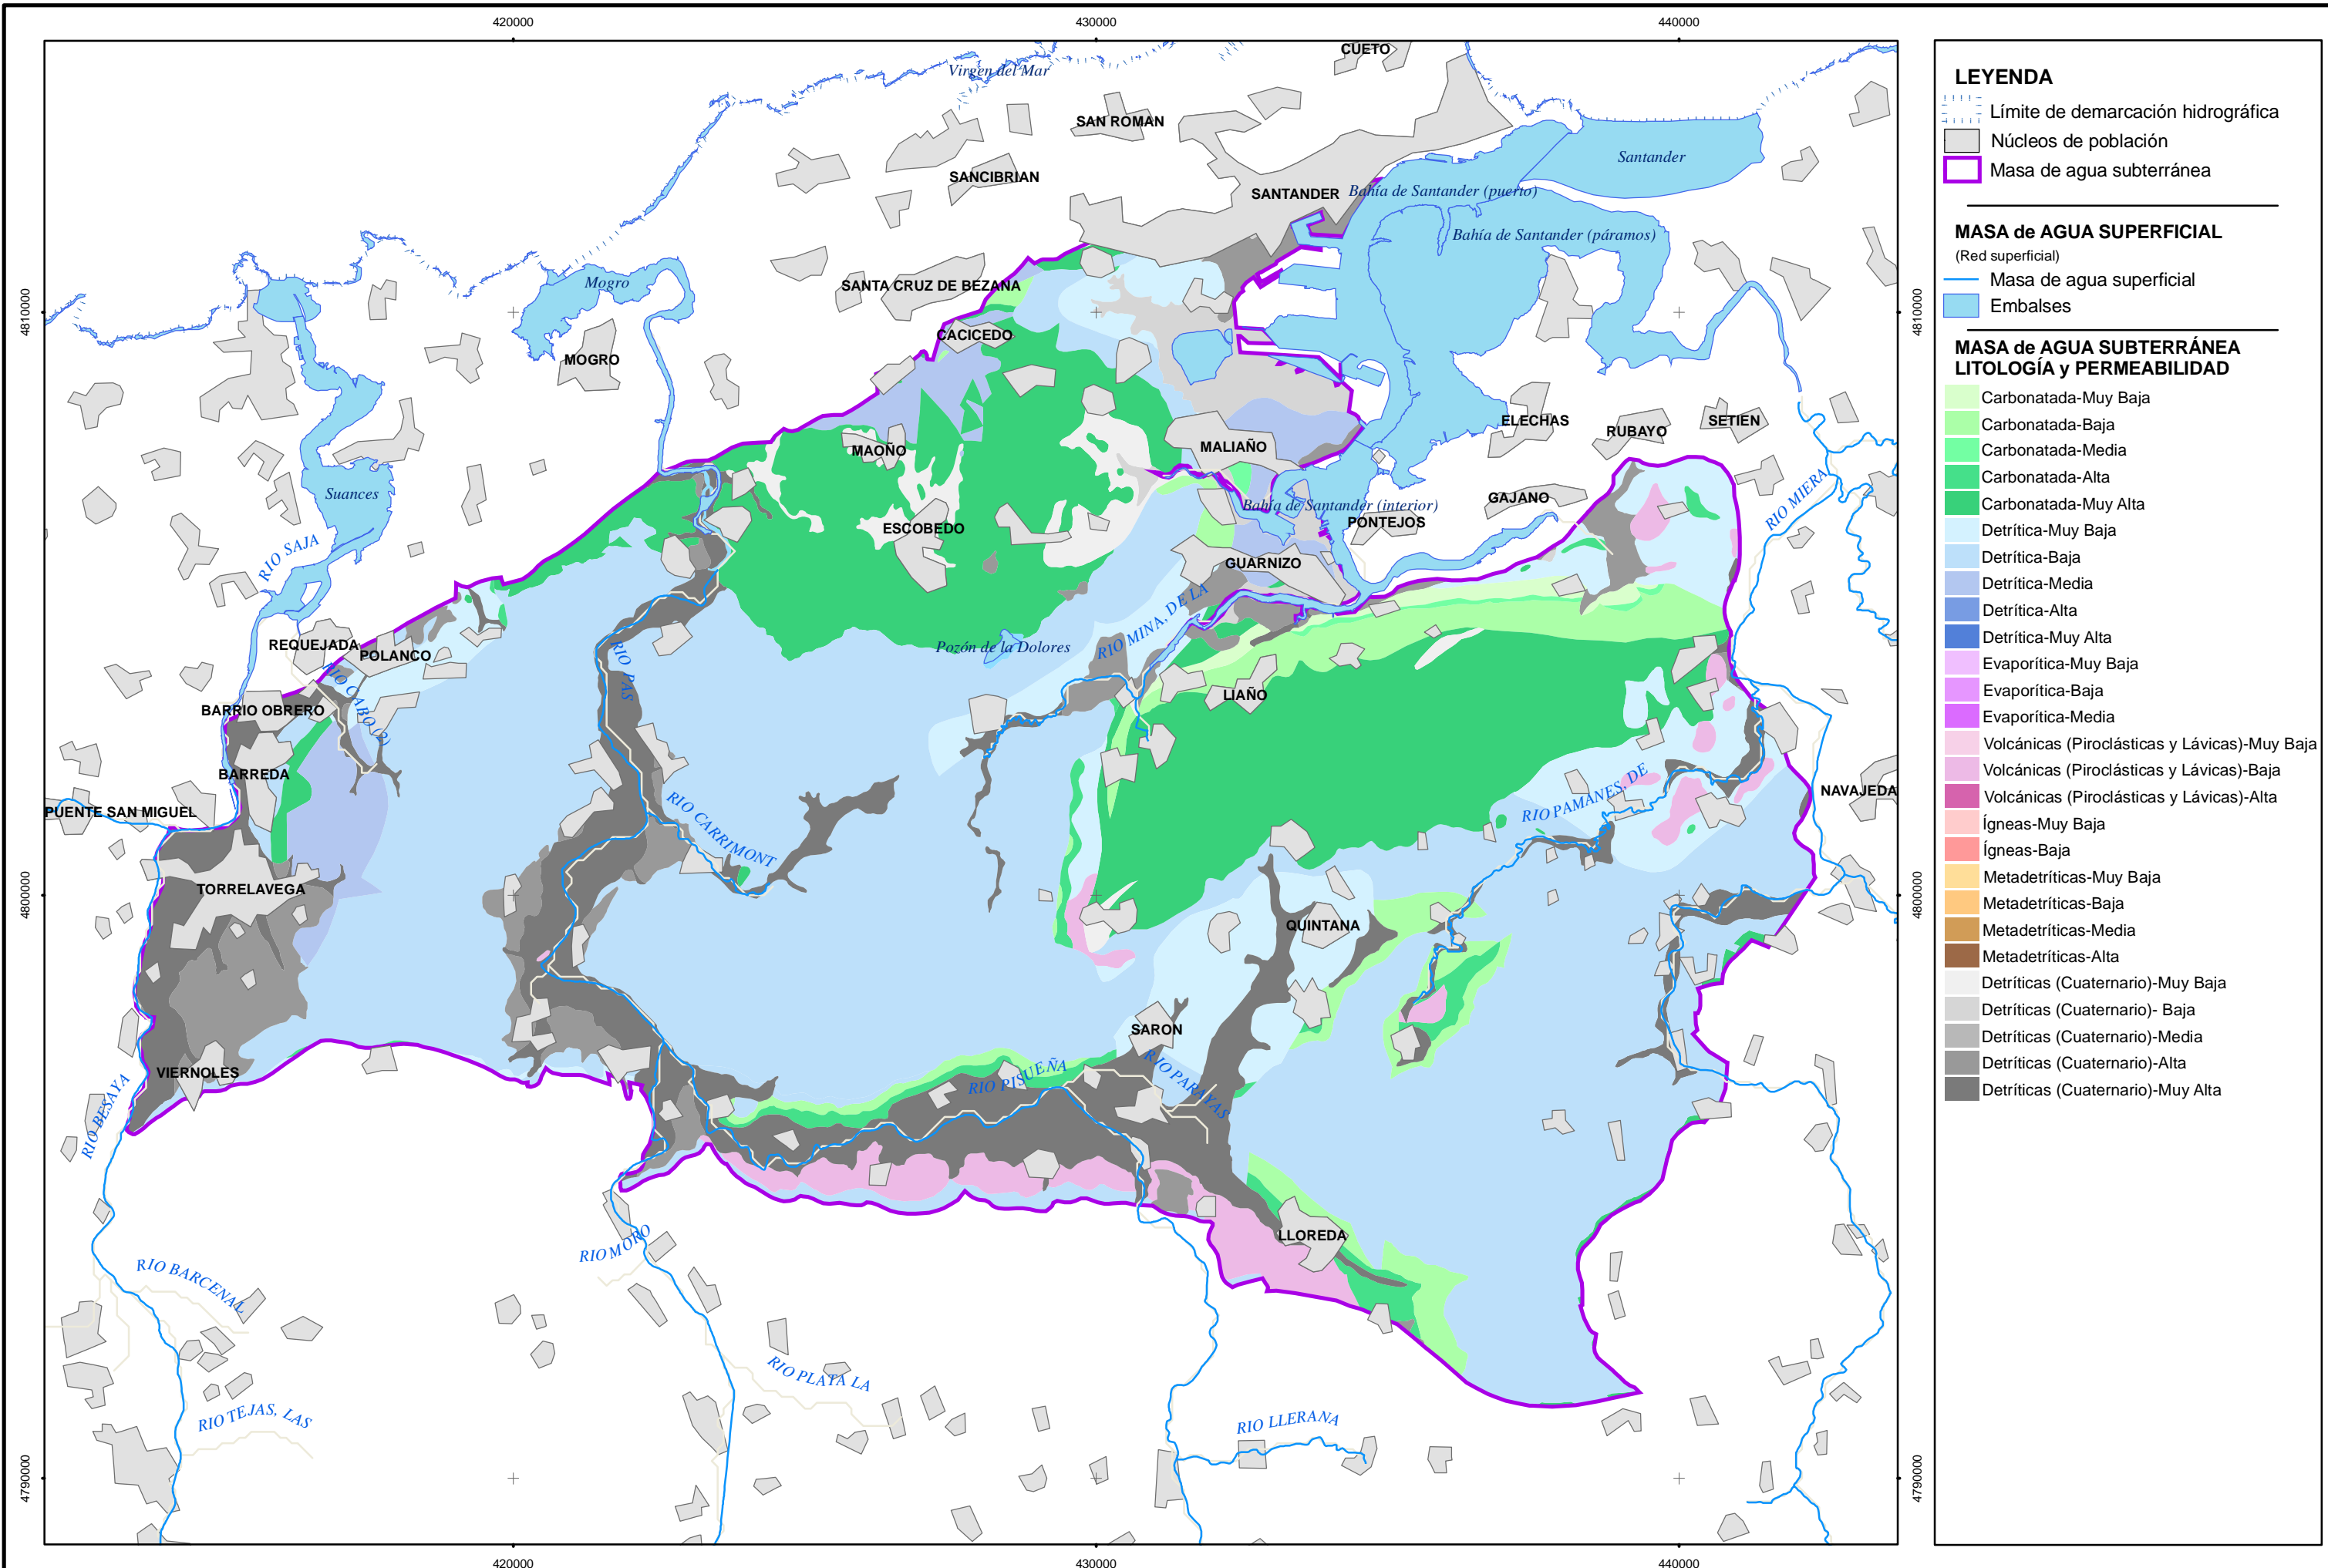 420000
430000
440000
CUETO
Virgen del Mar
SAN ROMAN
Santander
SANCIBRIAN
SANTANDER
Bahía de Santander (puerto)
Bahía de Santander (páramos)
Mogro
SANTA CRUZ DE BEZANA
4810000
4810000
CACICEDO
MOGRO
ELECHAS
RUBAYO
SETIEN
MALIAÑO
MAOÑO
RIO MIERA
Suances
GAJANO
Bahía de Santander (interior)
PONTEJOS
ESCOBEDO
RIO SAJA
GUARNIZO
RIO MINA, DE LA
REQUEJADA
POLANCO
Pozón de la Dolores
RIO PAS
RIO CABO (2)
LIAÑO
BARRIO OBRERO
BARREDA
PUENTE SAN MIGUEL
RIO CARRIMONT
RIO PAMANES, DE
NAVAJEDA
TORRELAVEGA
4800000
4800000
QUINTANA
SARON
VIERNOLES
RIO PISUEÑA
RIO PARAYAS
RIO BESAYA
LLOREDA
RIO MORO
RIO BARCENAL
RIO PLATA LA
RIO TEJAS, LAS
RIO LLERANA
4790000
4790000
420000
430000
440000
LEYENDA
Límite de demarcación hidrográfica
Núcleos de población
Masa de agua subterránea
MASA de AGUA SUPERFICIAL
(Red superficial)
Masa de agua superficial
Embalses
MASA de AGUA SUBTERRÁNEA
LITOLOGÍA y PERMEABILIDAD
Carbonatada-Muy Baja
Carbonatada-Baja
Carbonatada-Media
Carbonatada-Alta
Carbonatada-Muy Alta
Detrítica-Muy Baja
Detrítica-Baja
Detrítica-Media
Detrítica-Alta
Detrítica-Muy Alta
Evaporítica-Muy Baja
Evaporítica-Baja
Evaporítica-Media
Volcánicas (Piroclásticas y Lávicas)-Muy Baja
Volcánicas (Piroclásticas y Lávicas)-Baja
Volcánicas (Piroclásticas y Lávicas)-Alta
Ígneas-Muy Baja
Ígneas-Baja
Metadetríticas-Muy Baja
Metadetríticas-Baja
Metadetríticas-Media
Metadetríticas-Alta
Detríticas (Cuaternario)-Muy Baja
Detríticas (Cuaternario)- Baja
Detríticas (Cuaternario)-Media
Detríticas (Cuaternario)-Alta
Detríticas (Cuaternario)-Muy Alta